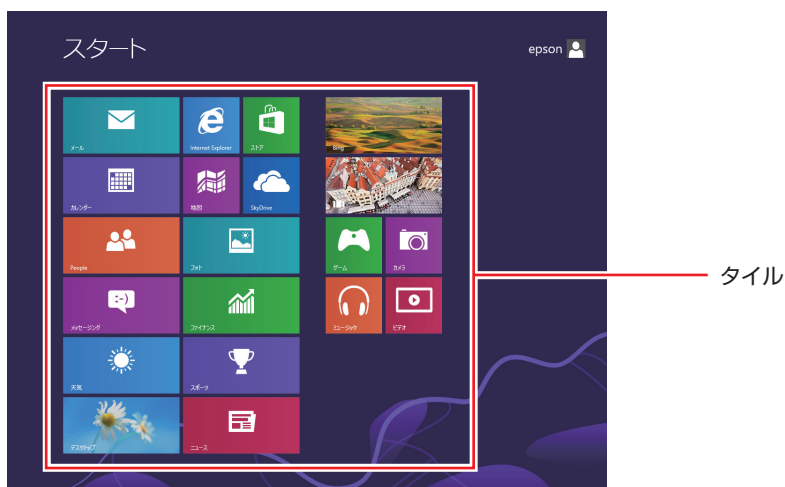 スタート
epson
メール
Internet Explorer
ストア
Bing
カレンダー
地図
SkyDrive
People
フォト
ゲーム
カメラ
メッセージング
:-)
ファイナンス
ミュージック
ビデオ
天気
スポーツ
デスクトップ
ニュース
タイル